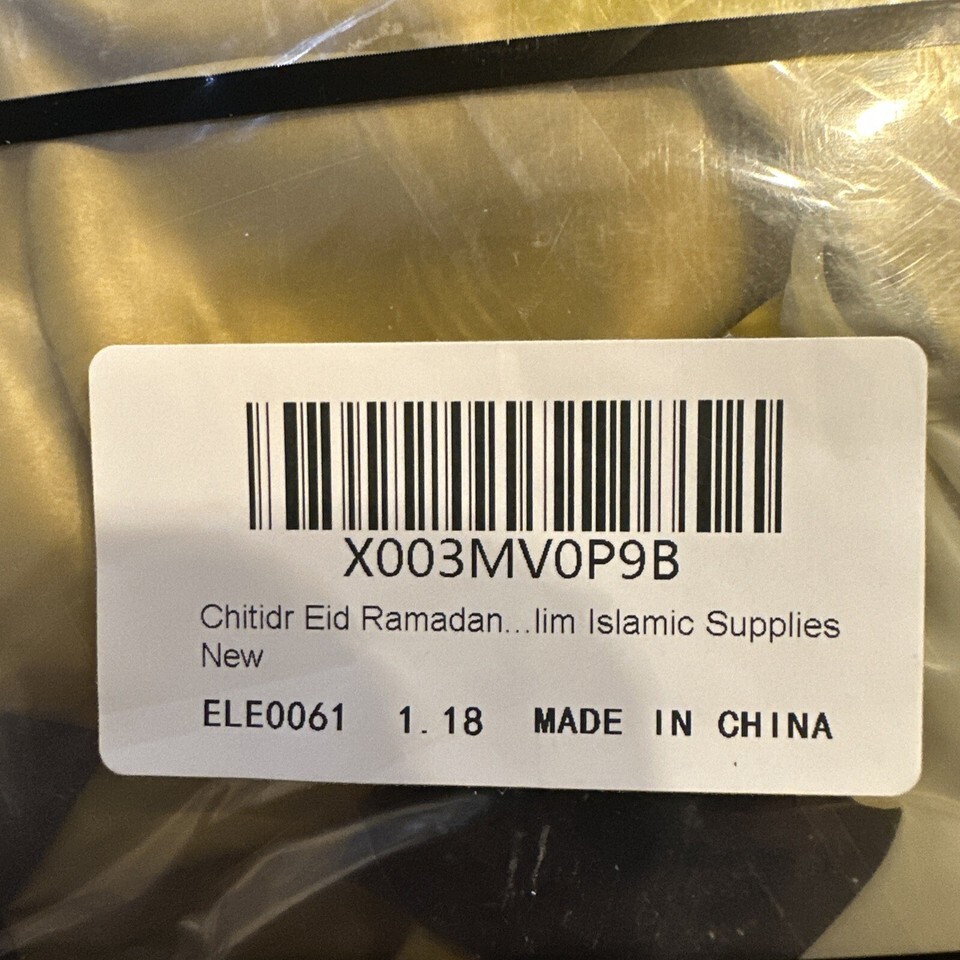 X003MV0P9B
Chitidr Eid Ramadan...lim Islamic Supplies
New
ELE0061 1.18 MADE IN CHINA